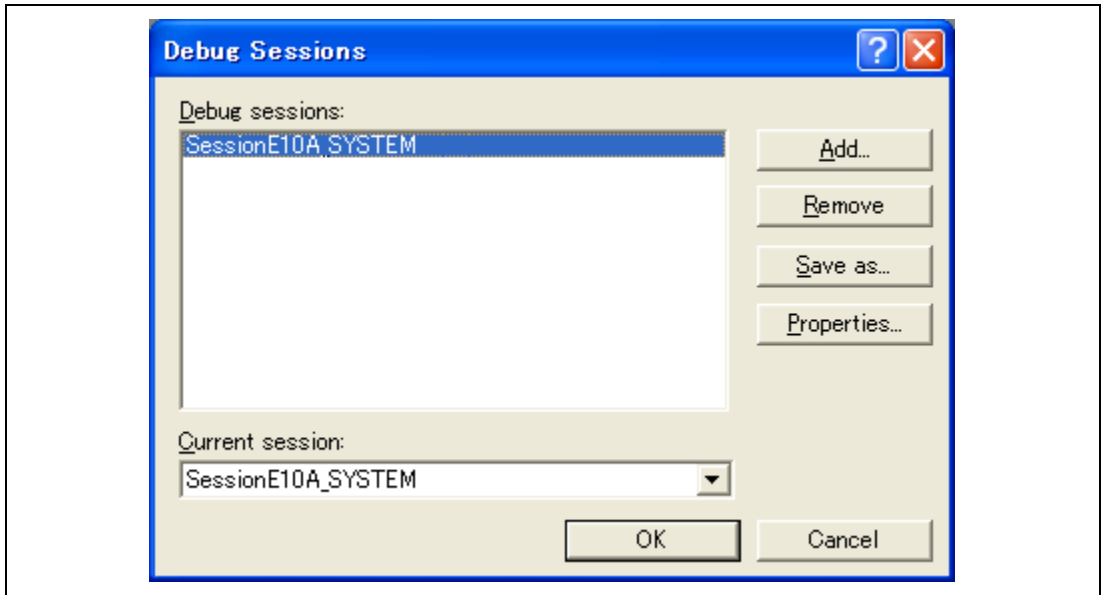 Debug Sessions
?
Debug sessions:
SessionE10A_SYSTEM
Add...
Remove
Save as...
Properties...
Current session:
SessionE10A_SYSTEM
OK
Cancel